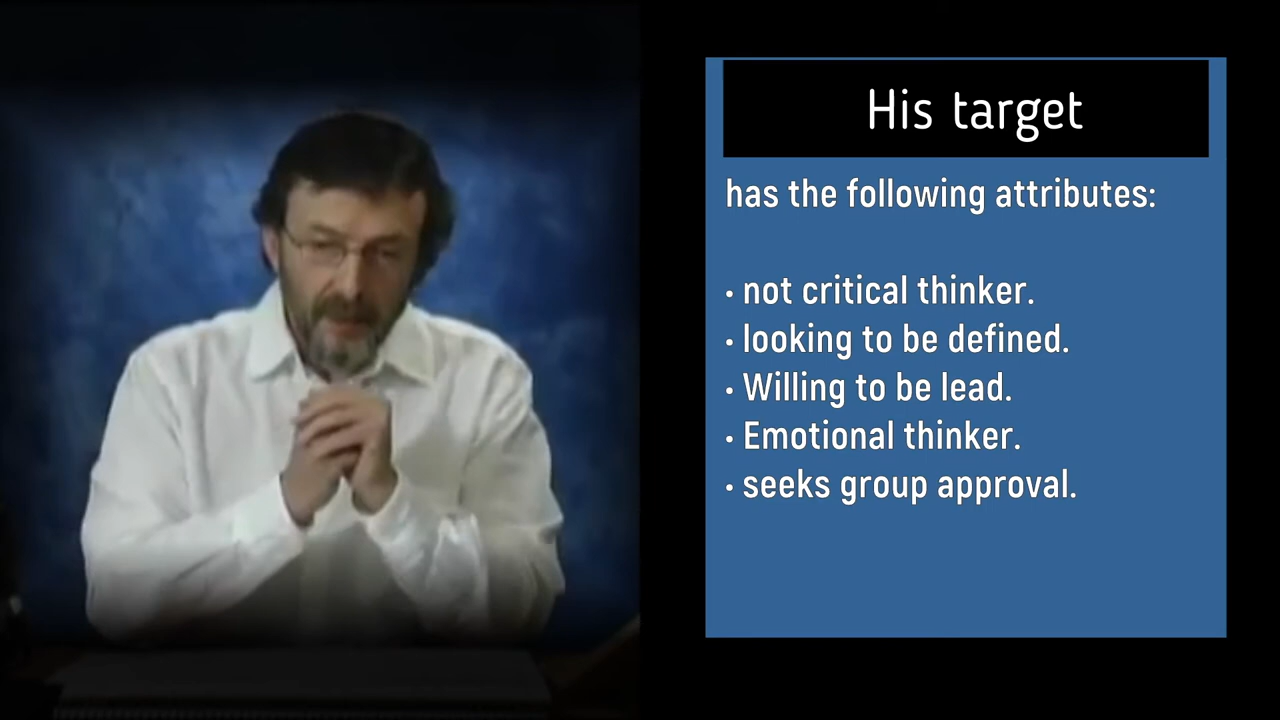 His target
has the following attributes:
• not critical thinker.
• looking to be defined.
• Willing to be lead.
• Emotional thinker.
• seeks group approval.